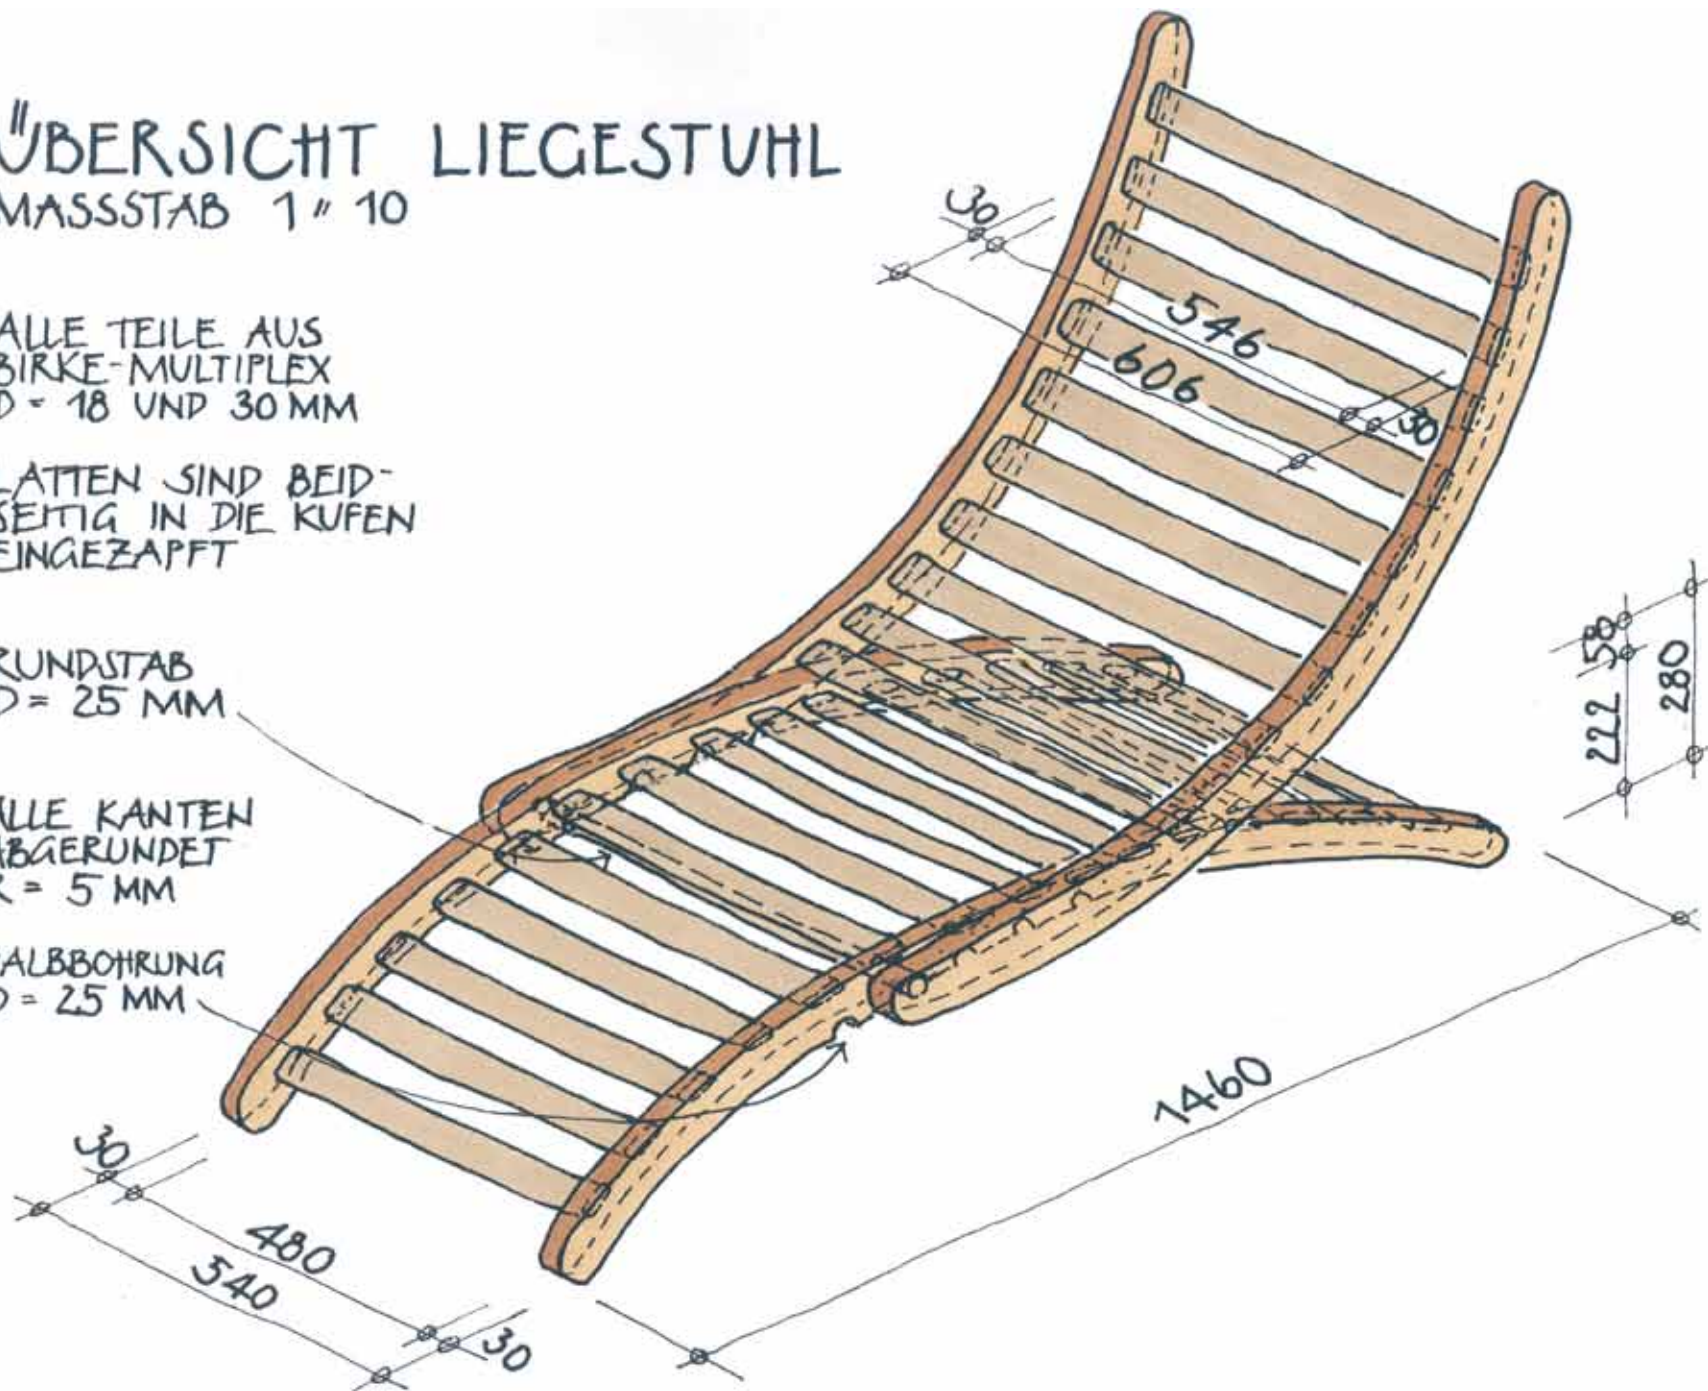 ÜBERSICHT LIEGESTUHL
MASSSTAB 1 " 10
ALLE TEILE AUS
BIRKE-MULTIPLEX
D = 18 UND 30 MM
LATTEN SIND BEID-
SEITIG IN DIE KUFEN
EINGEZAPFT
RUNDSTAB
D = 25 MM
ALLE KANTEN
ABGERUNDET
R = 5 MM
ALBBOHRUNG
D = 25 MM
30
546
606
30
58
222
280
1460
30
480
540
30